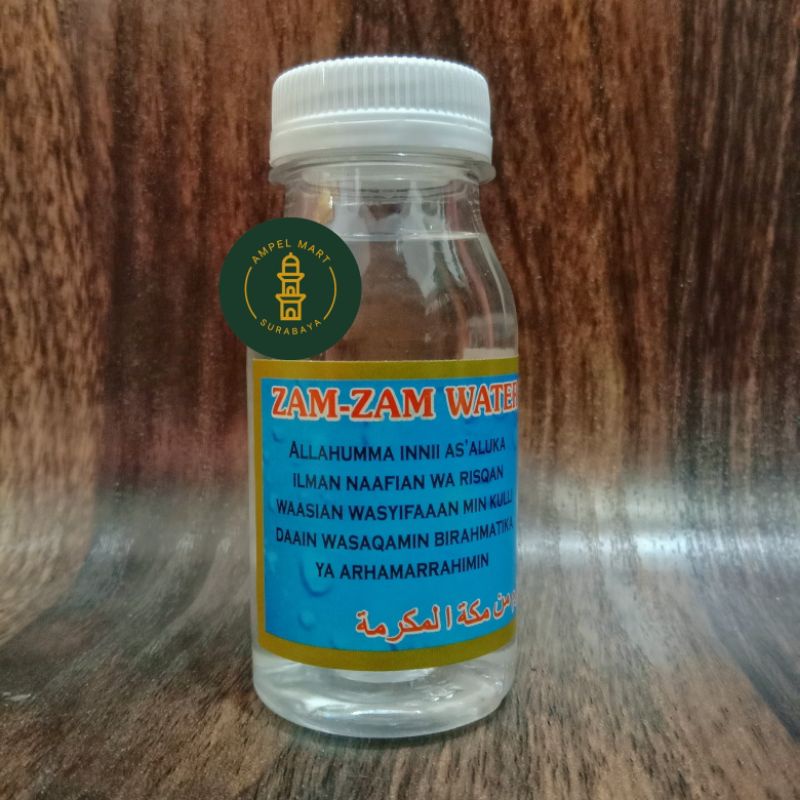 AMPEL MART
SURABAYA
ZAM-ZAM WATER
ALLAHUMMA INNII AS'ALUKA
ILMAN NAAFIAN WA RISQAN
WAASIAN WASYIFAAAN MIN KULLI
DAAIN WASAQAMIN BIRAHMATIKA
YA ARHAMARRAHIMIN
من مكة المكرمة